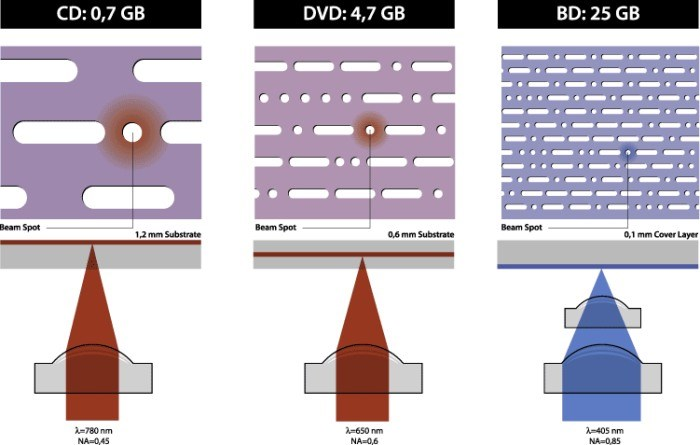 CD: 0,7 GB
DVD: 4,7 GB
BD: 25 GB
Beam Spot
1,2 mm Substrate
Beam Spot
0,6 mm Substrate
Beam Spot
0,1 mm Cover Layer
λ=780 nm
NA=0,45
λ=650 nm
NA=0,6
λ=405 nm
NA=0,85